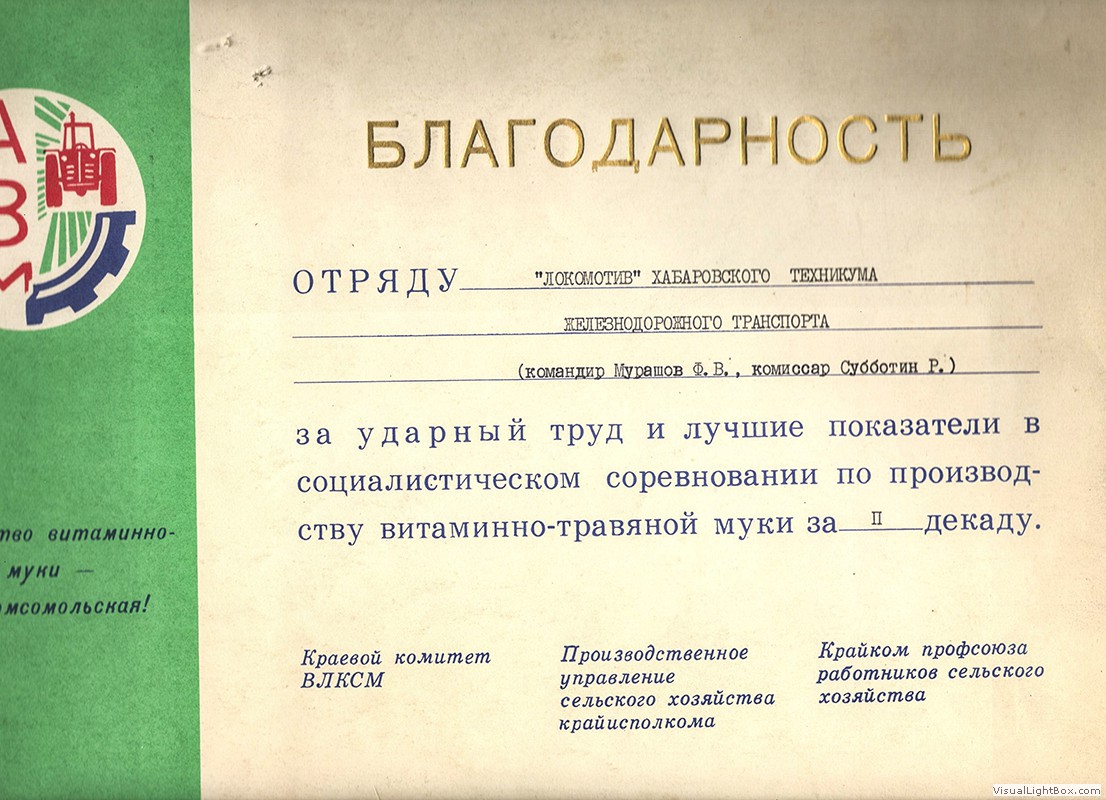 А
В
М
БЛАГОДАРНОСТЬ
ОТРЯДУ "ЛОКОМОТИВ" ХАБАРОВСКОГО ТЕХНИКУМА
ЖЕЛЕЗНОДОРОЖНОГО ТРАНСПОРТА
(командир Мурашов Ф.В., комиссар Субботин Р.)
за ударный труд и лучшие показатели в
социалистическом соревновании по производ-
ству витаминно-травяной муки за II декаду.
тво витаминно-
муки —
омсомольская!
Краевой комитет
ВЛКСМ
Производственное
управление
сельского хозяйства
крайисполкома
Крайком профсоюза
работников сельского
хозяйства
VisualLightBox.com